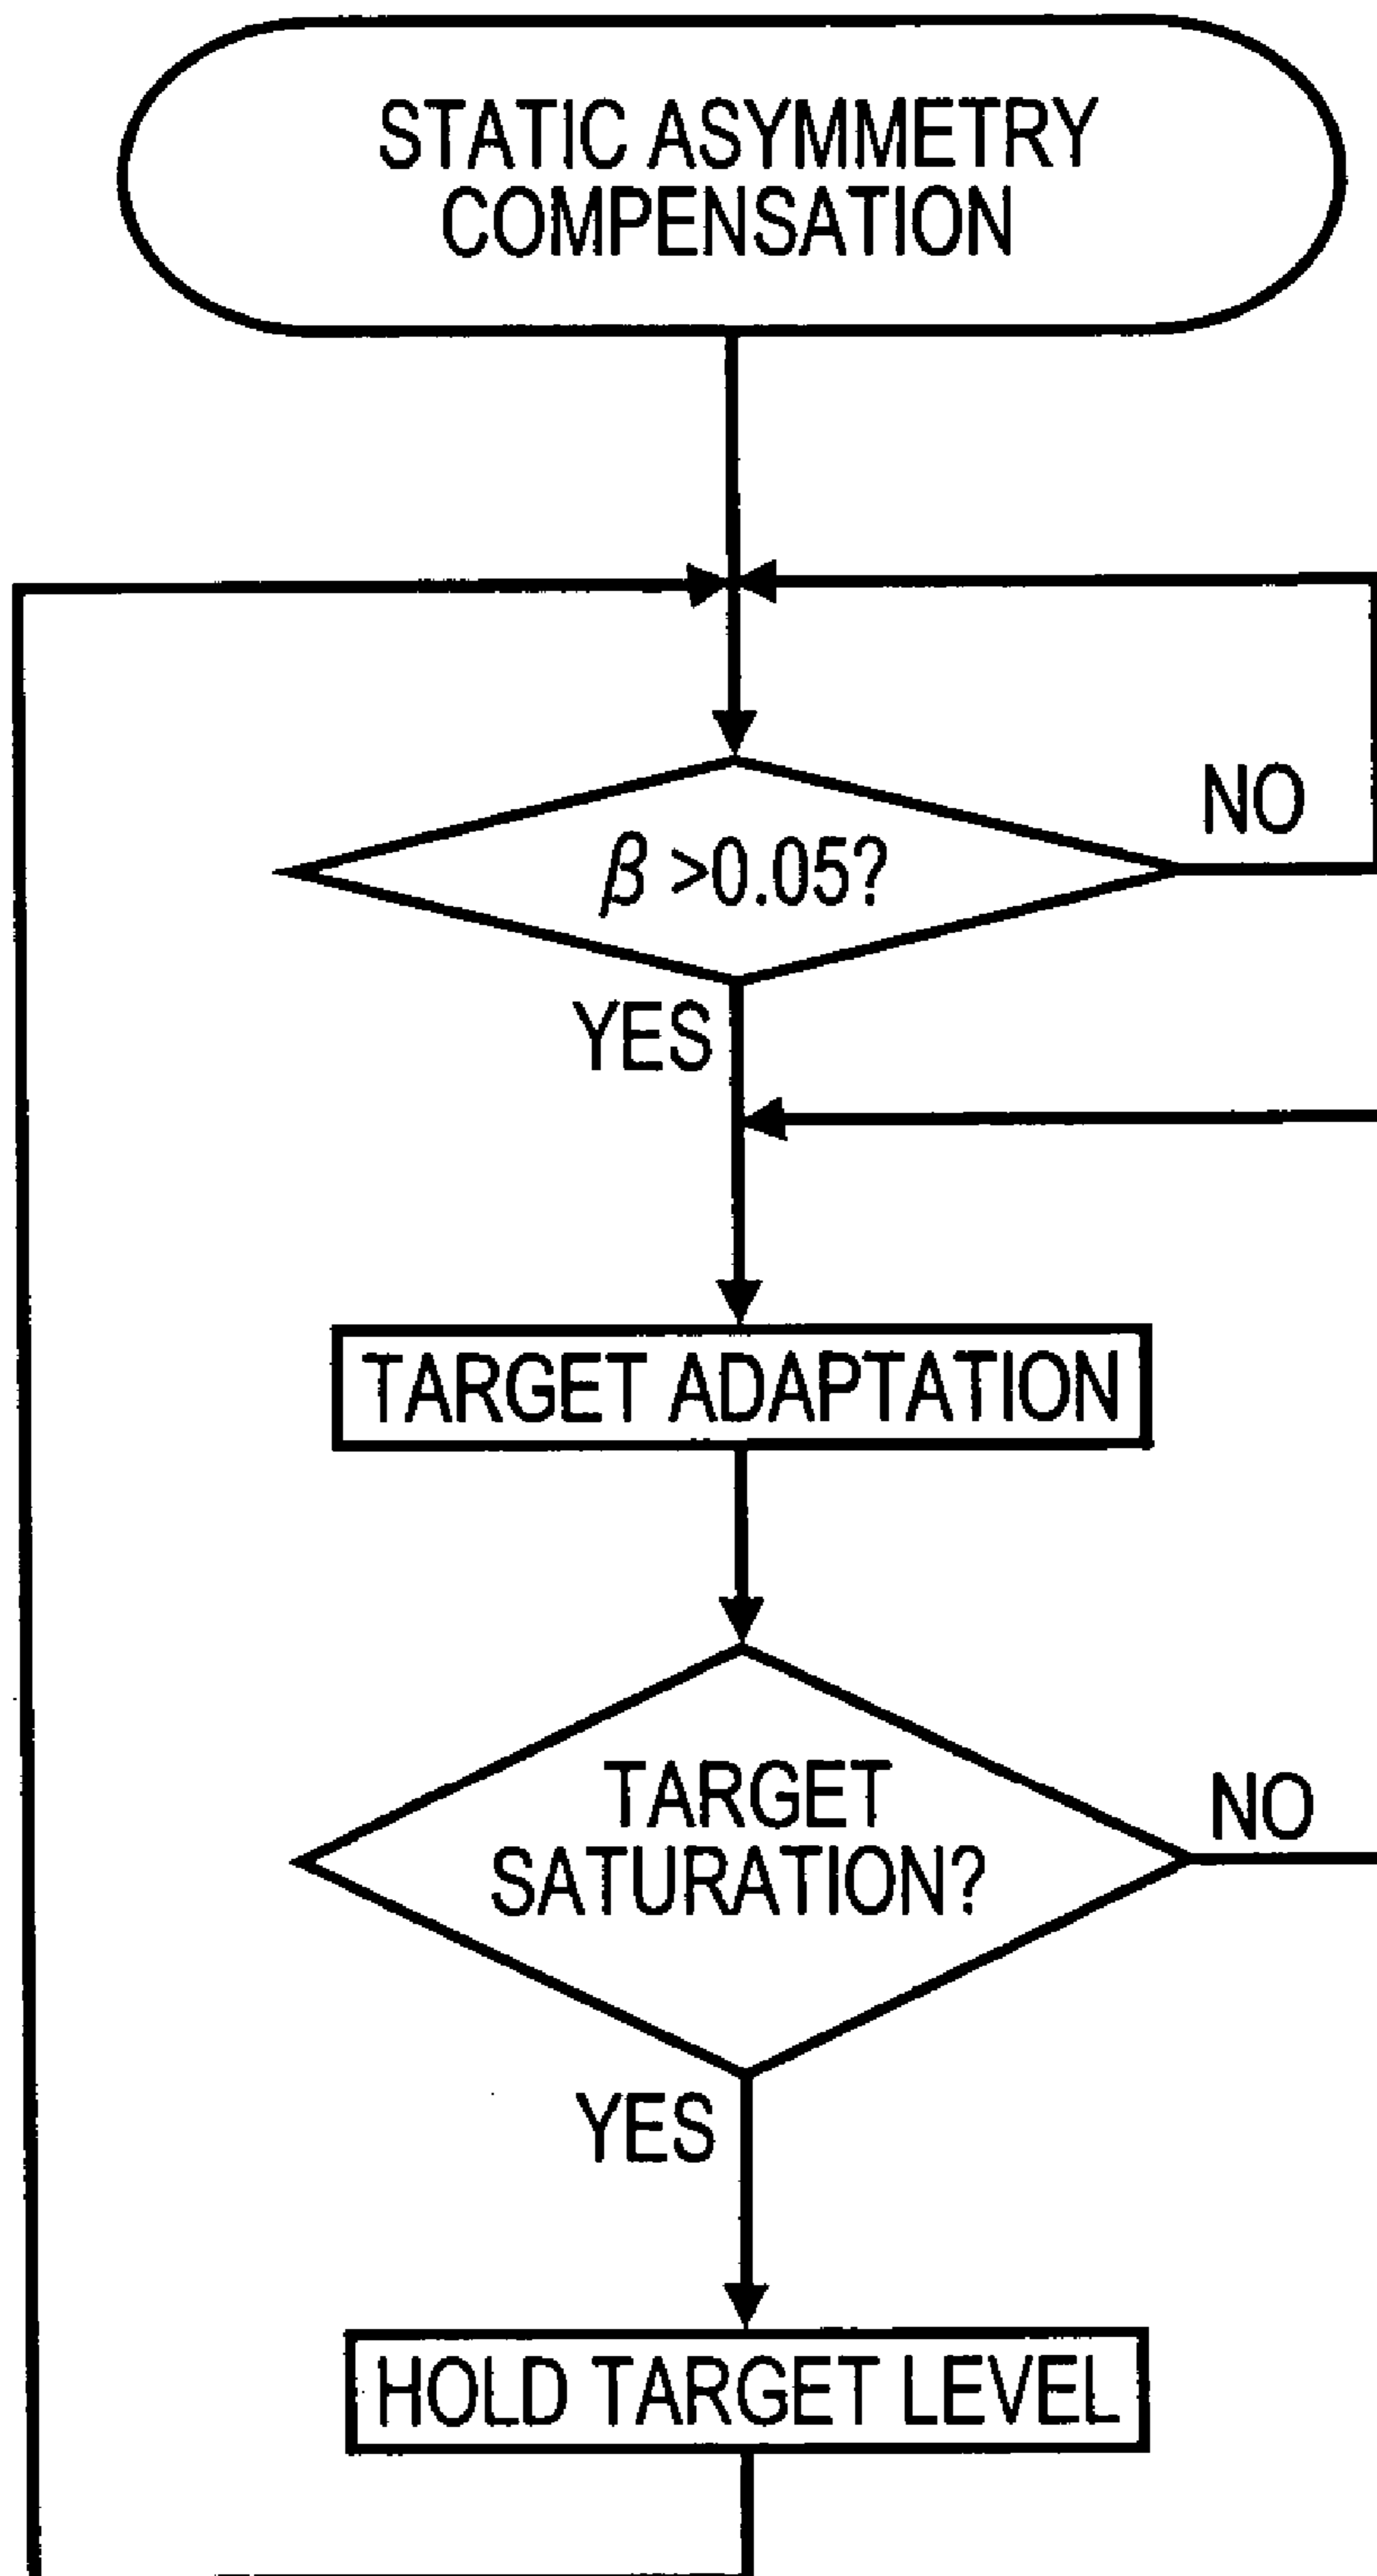 STATIC ASYMMETRY
COMPENSATION
NO
β >0.05?
YES
TARGET ADAPTATION
TARGET
SATURATION?
NO
YES
HOLD TARGET LEVEL